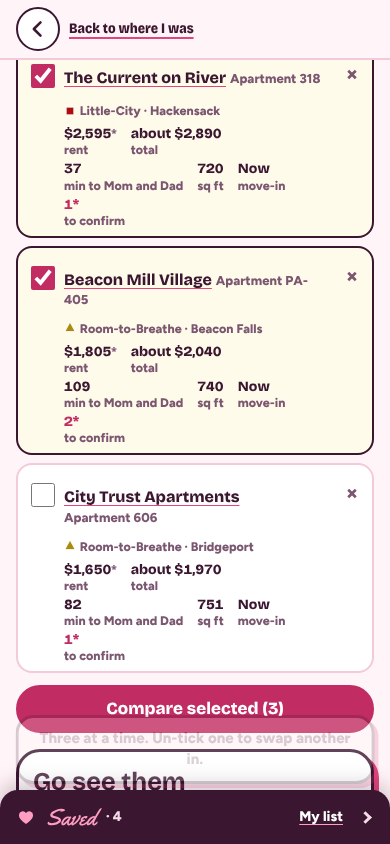 Back to where I was
The Current on River Apartment 318 ×
Little-City · Hackensack
$2,595* about $2,890
rent total
37 720 Now
min to Mom and Dad sq ft move-in
1*
to confirm
Beacon Mill Village Apartment PA- ×
405
Room-to-Breathe · Beacon Falls
$1,805* about $2,040
rent total
109 740 Now
min to Mom and Dad sq ft move-in
2*
to confirm
City Trust Apartments ×
Apartment 606
Room-to-Breathe · Bridgeport
$1,650* about $1,970
rent total
82 751 Now
min to Mom and Dad sq ft move-in
1*
to confirm
Compare selected (3)
Three at a time. Un-tick one to swap another
in.
Go see them
Saved · 4 My list